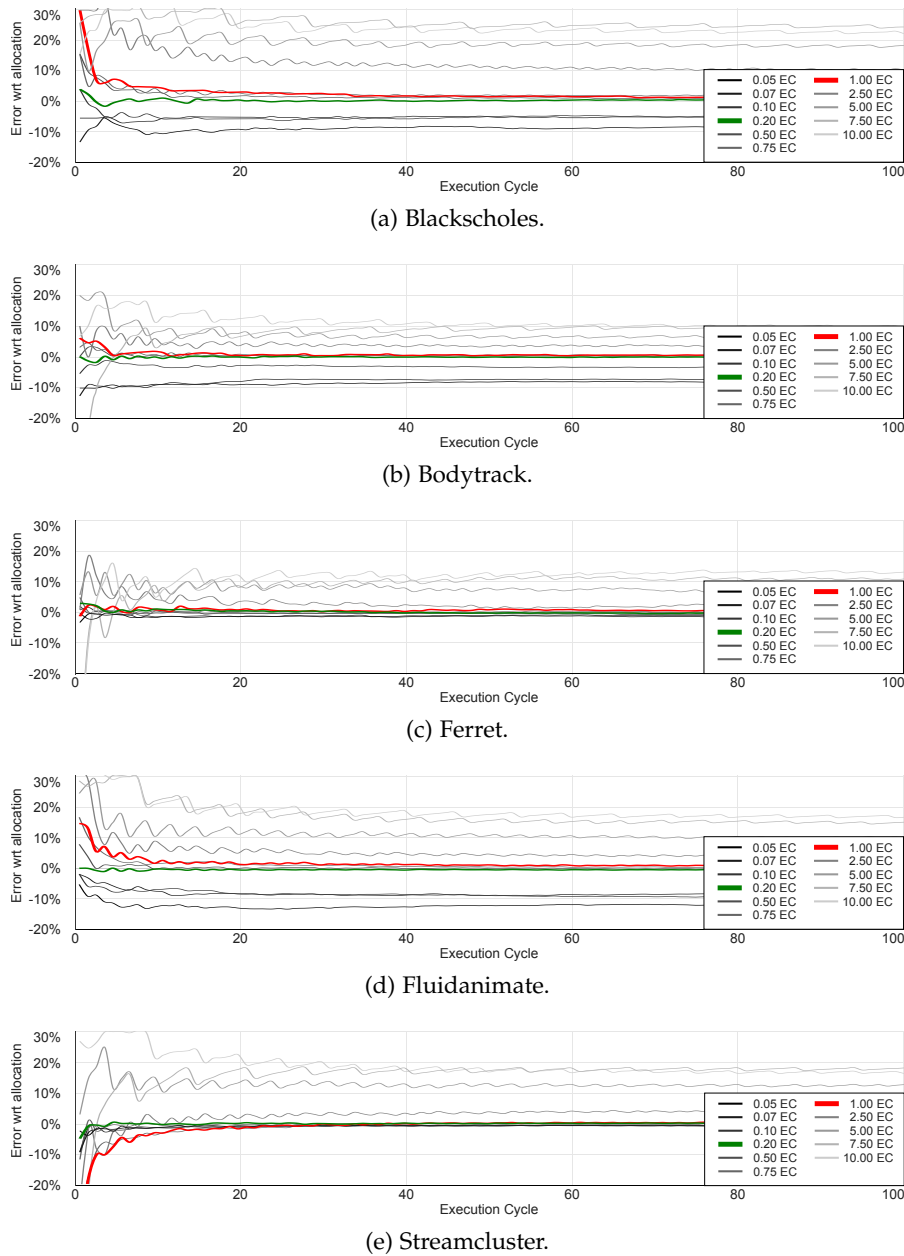 Error wrt allocation
30%
20%
10%
0%
-10%
-20%
0.05 EC 1.00 EC
0.07 EC 2.50 EC
0.10 EC 5.00 EC
0.20 EC 7.50 EC
0.50 EC 10.00 EC
0.75 EC
0 20 40 60 80 100
Execution Cycle
(a) Blackscholes.
Error wrt allocation
30%
20%
10%
0%
-10%
-20%
0.05 EC 1.00 EC
0.07 EC 2.50 EC
0.10 EC 5.00 EC
0.20 EC 7.50 EC
0.50 EC 10.00 EC
0.75 EC
0 20 40 60 80 100
Execution Cycle
(b) Bodytrack.
Error wrt allocation
30%
20%
10%
0%
-10%
-20%
0.05 EC 1.00 EC
0.07 EC 2.50 EC
0.10 EC 5.00 EC
0.20 EC 7.50 EC
0.50 EC 10.00 EC
0.75 EC
0 20 40 60 80 100
Execution Cycle
(c) Ferret.
Error wrt allocation
30%
20%
10%
0%
-10%
-20%
0.05 EC 1.00 EC
0.07 EC 2.50 EC
0.10 EC 5.00 EC
0.20 EC 7.50 EC
0.50 EC 10.00 EC
0.75 EC
0 20 40 60 80 100
Execution Cycle
(d) Fluidanimate.
Error wrt allocation
30%
20%
10%
0%
-10%
-20%
0.05 EC 1.00 EC
0.07 EC 2.50 EC
0.10 EC 5.00 EC
0.20 EC 7.50 EC
0.50 EC 10.00 EC
0.75 EC
0 20 40 60 80 100
Execution Cycle
(e) Streamcluster.